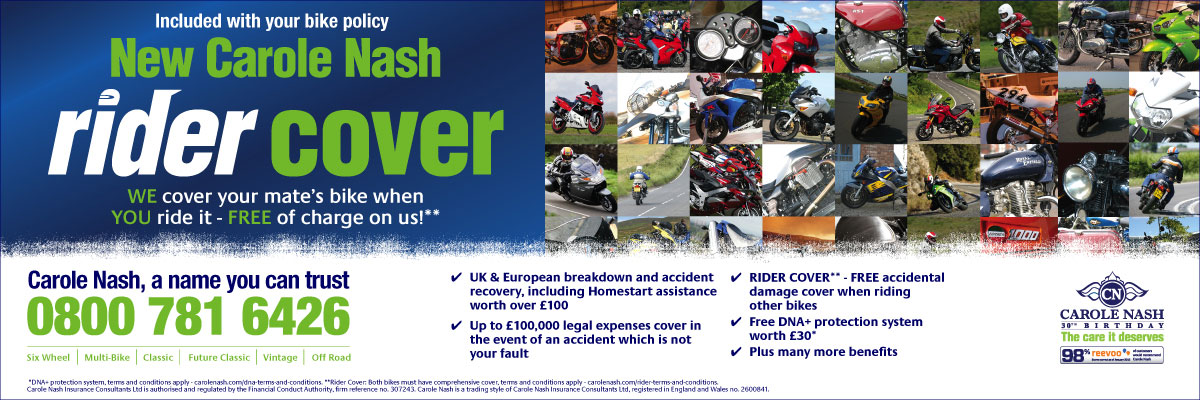 Included with your bike policy
New Carole Nash
rider cover
WE cover your mate's bike when
YOU ride it - FREE of charge on us!**
Carole Nash, a name you can trust
0800 781 6426
Six Wheel | Multi-Bike | Classic | Future Classic | Vintage | Off Road
✔ UK & European breakdown and accident
recovery, including Homestart assistance
worth over £100
✔ Up to £100,000 legal expenses cover in
the event of an accident which is not
your fault
✔ RIDER COVER** - FREE accidental
damage cover when riding
other bikes
✔ Free DNA+ protection system
worth £30*
✔ Plus many more benefits
CN
CAROLE NASH
30TH BIRTHDAY
The care it deserves
98% reevoo
of customers
would recommend
Carole Nash
294
1000
*DNA+ protection system, terms and conditions apply - carolenash.com/dna-terms-and-conditions. **Rider Cover: Both bikes must have comprehensive cover, terms and conditions apply - carolenash.com/rider-terms-and-conditions.
Carole Nash Insurance Consultants Ltd is authorised and regulated by the Financial Conduct Authority, firm reference no. 307243. Carole Nash is a trading style of Carole Nash Insurance Consultants Ltd, registered in England and Wales no. 2600841.